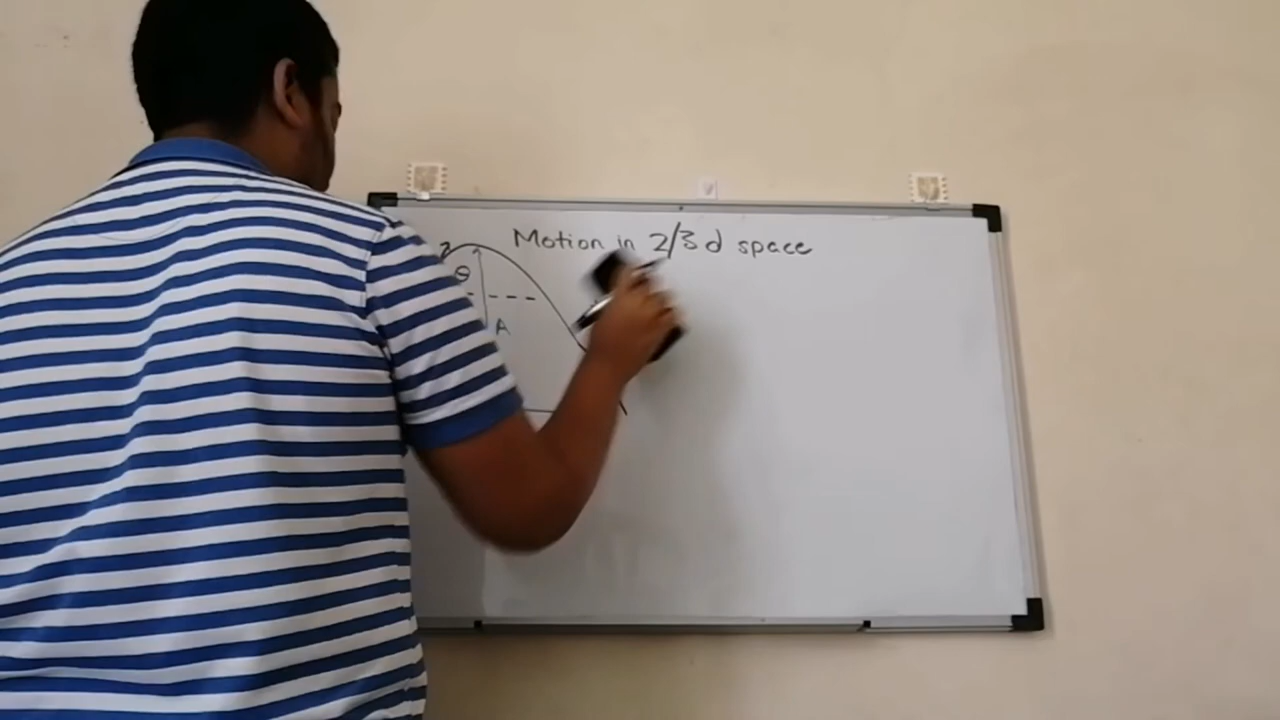 Motion in 2/3 d space
θ
A